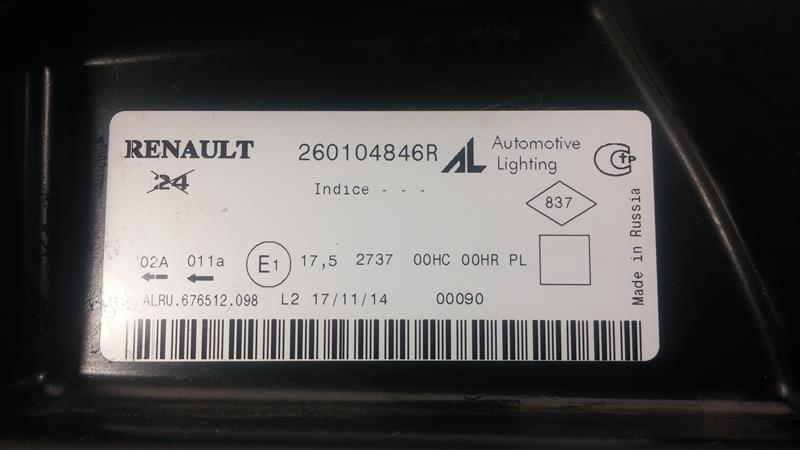 RENAULT 260104846R AL Automotive Lighting
24
Indice - - -
837
02A 011a E1 17,5 2737 00HC 00HR PL
ALRU.676512.098 L2 17/11/14 00090
Made in Russia